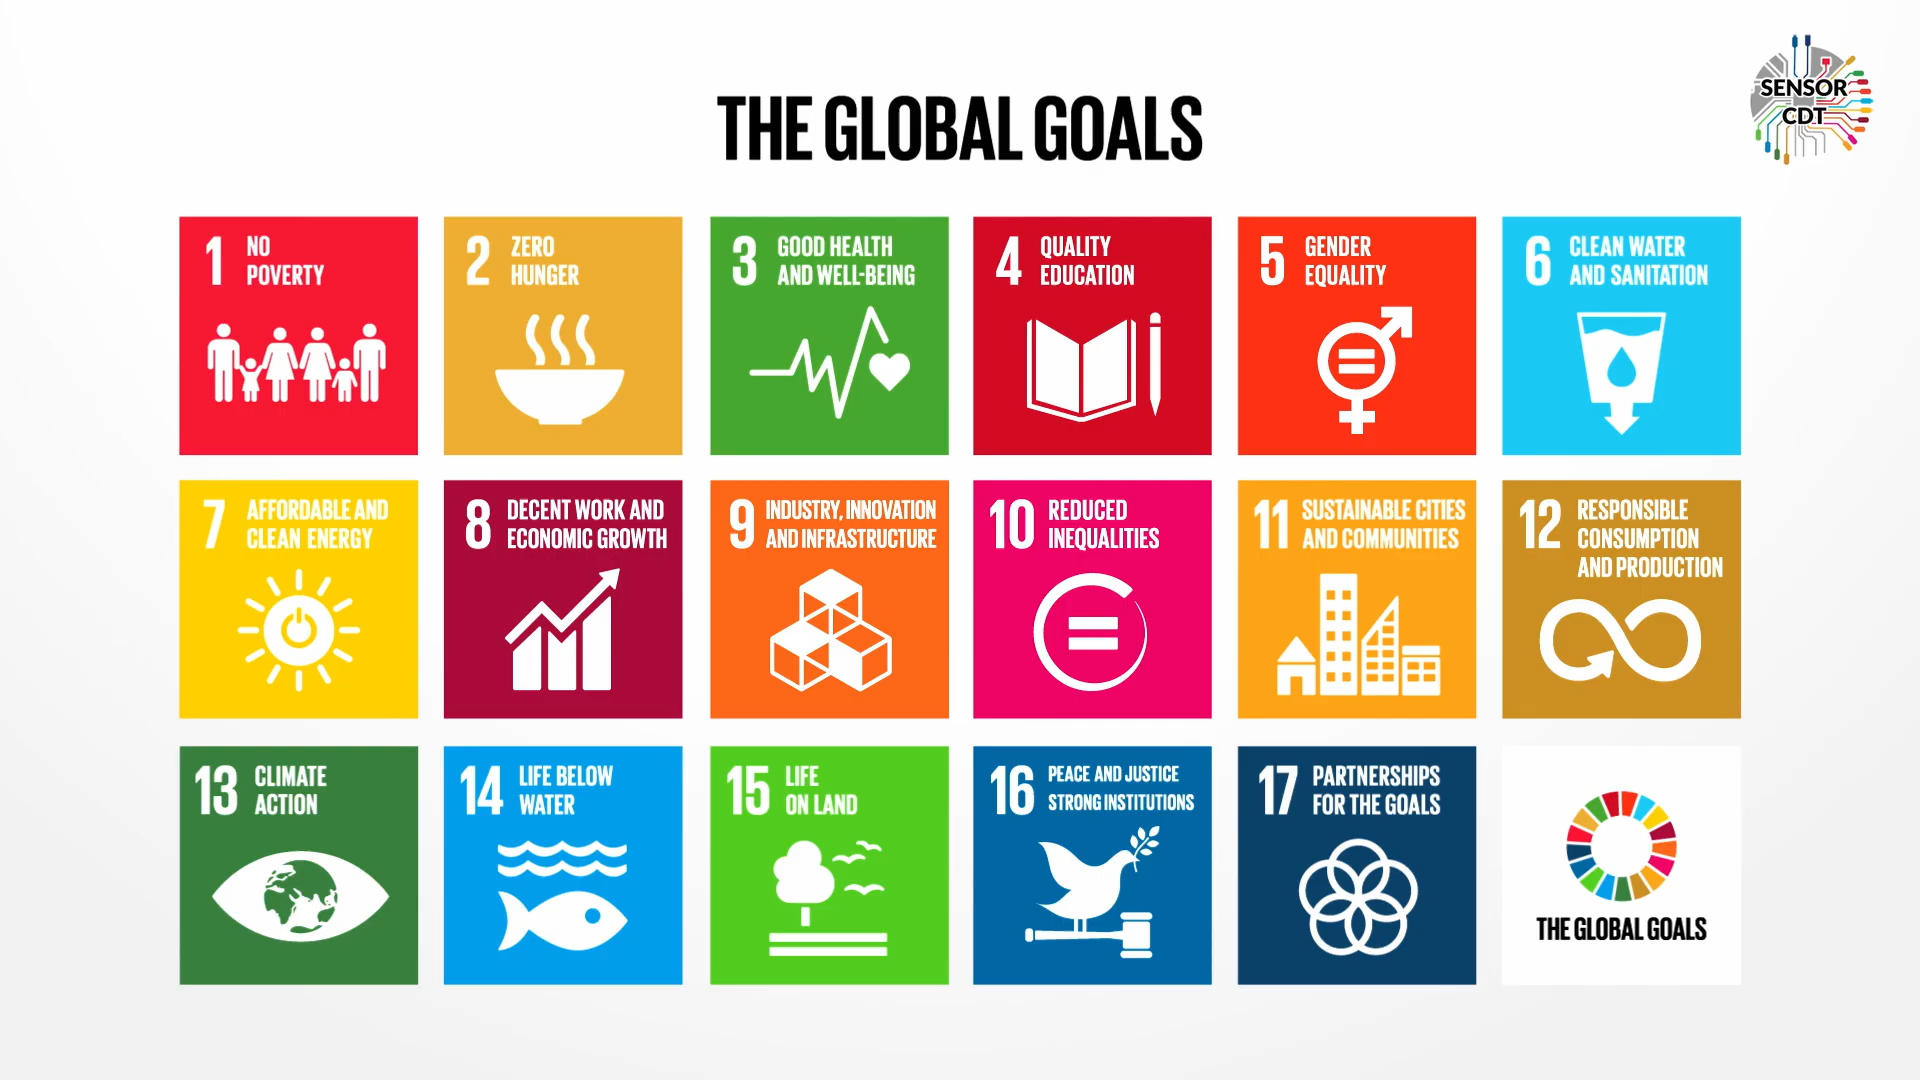 SENSOR
CDT
THE GLOBAL GOALS
1 NO
POVERTY
2 ZERO
HUNGER
3 GOOD HEALTH
AND WELL-BEING
4 QUALITY
EDUCATION
5 GENDER
EQUALITY
6 CLEAN WATER
AND SANITATION
7 AFFORDABLE AND
CLEAN ENERGY
8 DECENT WORK AND
ECONOMIC GROWTH
9 INDUSTRY, INNOVATION
AND INFRASTRUCTURE
10 REDUCED
INEQUALITIES
11 SUSTAINABLE CITIES
AND COMMUNITIES
12 RESPONSIBLE
CONSUMPTION
AND PRODUCTION
13 CLIMATE
ACTION
14 LIFE BELOW
WATER
15 LIFE
ON LAND
16 PEACE AND JUSTICE
STRONG INSTITUTIONS
17 PARTNERSHIPS
FOR THE GOALS
THE GLOBAL GOALS